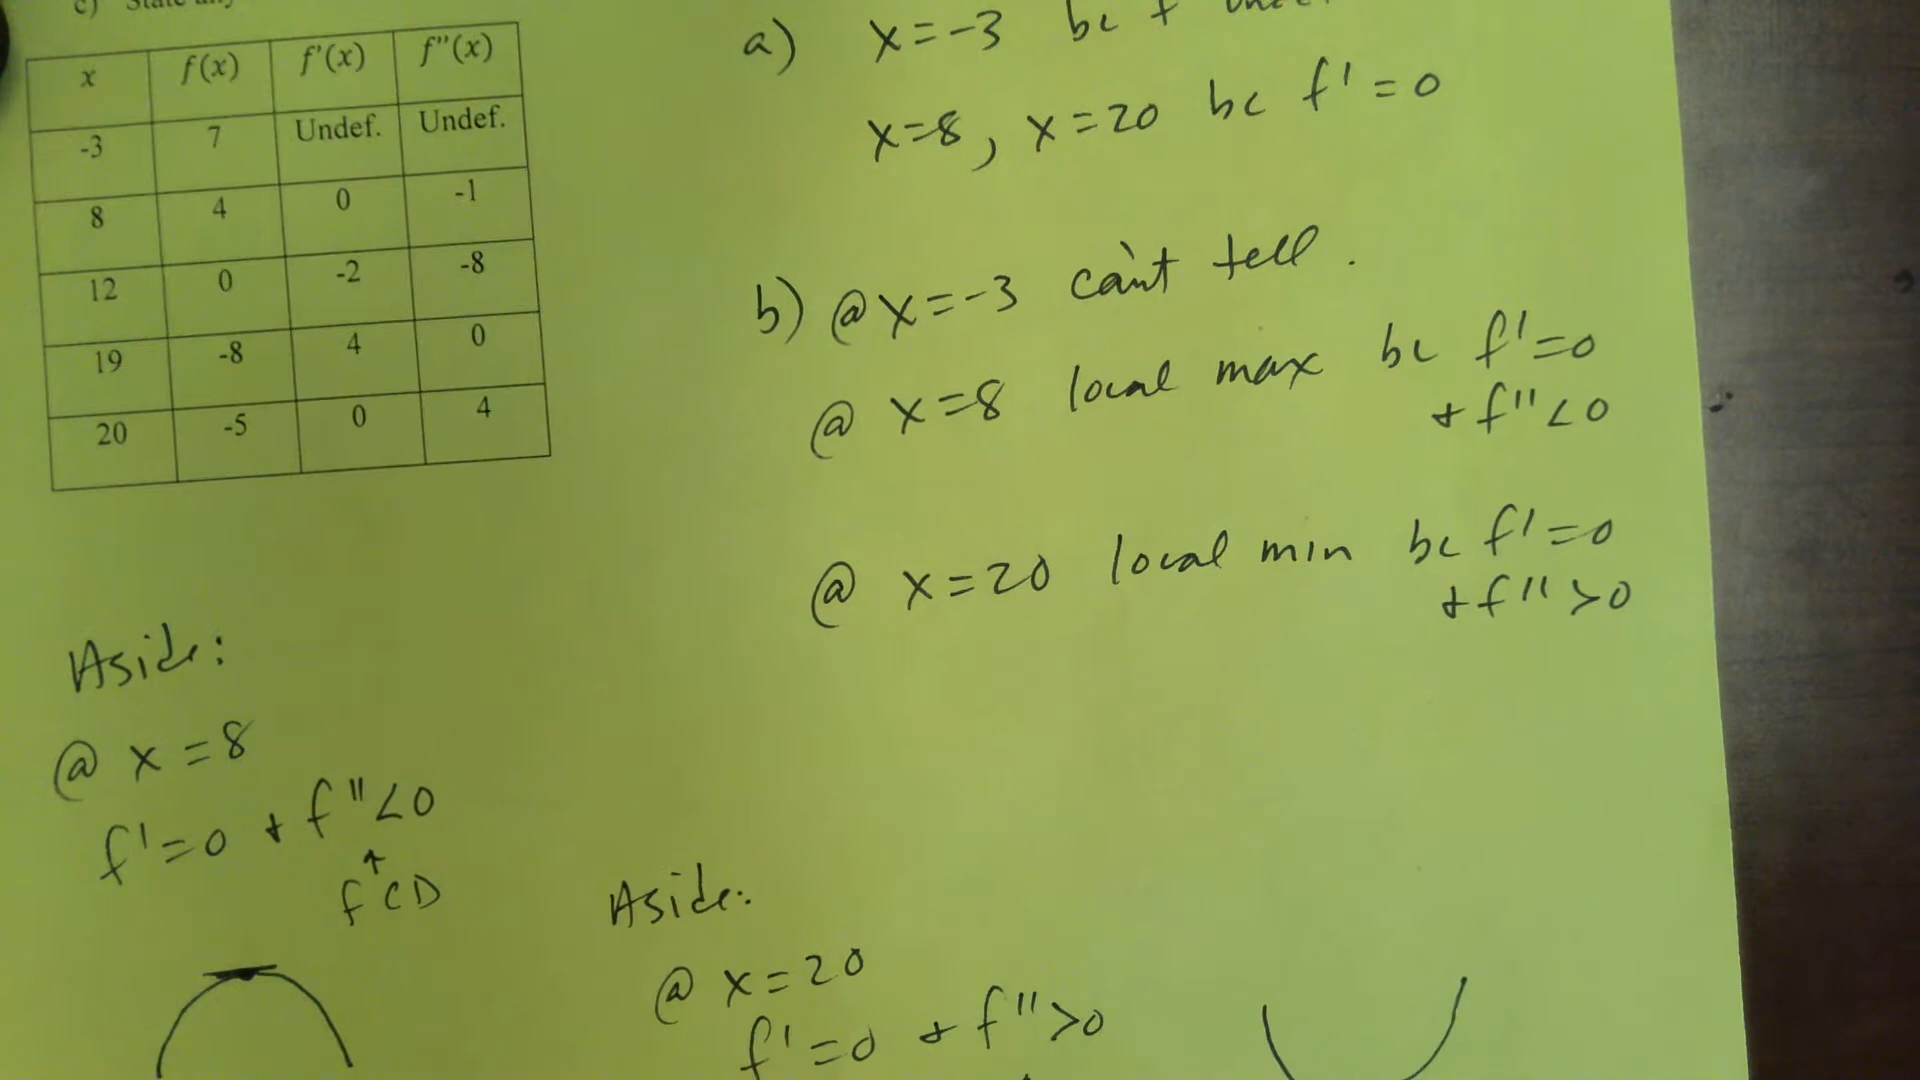 c) State any
x f(x) f'(x) f"(x)
-3 7 Undef. Undef.
8 4 0 -1
12 0 -2 -8
19 -8 4 0
20 -5 0 4
a) x=-3 bc f
x=8, x=20 bc f'=0
b) @ x=-3 can't tell.
@ x=8 local max bc f'=0
+ f"<0
@ x=20 local min bc f'=0
+ f">0
Aside:
@ x=8
f'=0 + f"<0
↑
f CD
Aside:
@ x=20
f'=0 + f">0